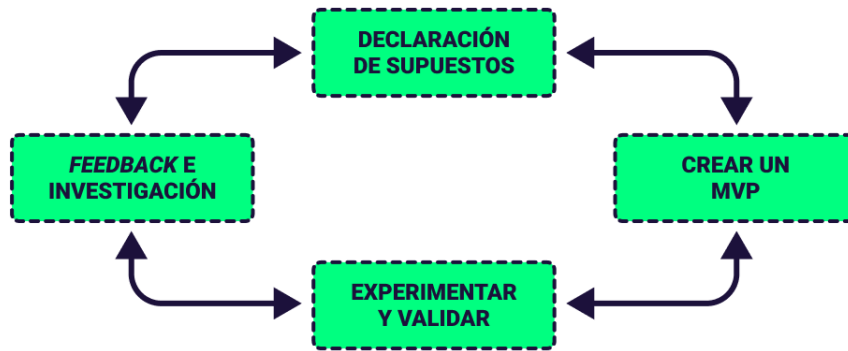 DECLARACIÓN
DE SUPUESTOS
FEEDBACK E
INVESTIGACIÓN
CREAR UN
MVP
EXPERIMENTAR
Y VALIDAR